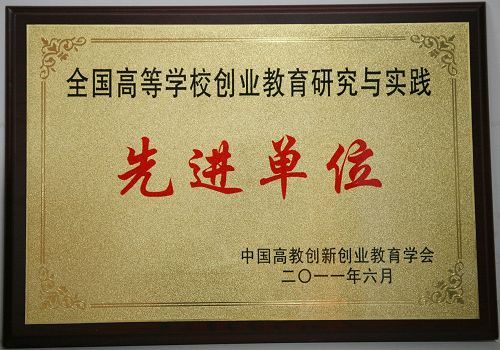 全国高等学校创业教育研究与实践
先进单位
中国高教创新创业教育学会
二〇一一年六月